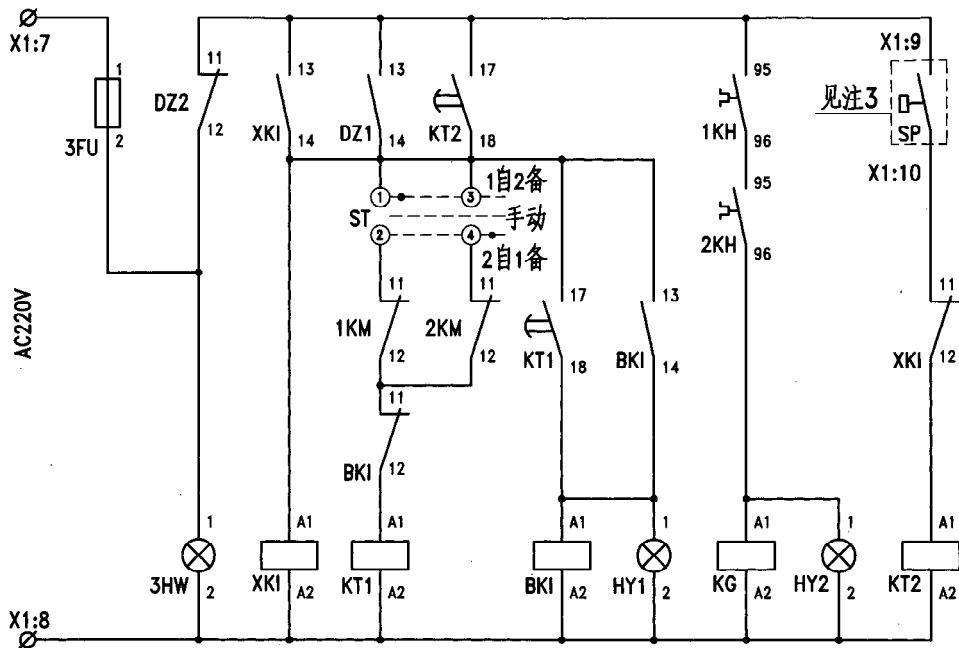 X1:7
11
X1:9
1
13
13
17
95
DZ2
见注3
3FU
2
12
XKI
14
DZ1
14
KT2
18
1KH
96
SP
X1:10
1自2备
95
1
3
ST
手动
2
4
2KH
96
2自1备
AC220V
11
11
17
13
11
1KM
2KM
12
12
KT1
18
BKI
14
XKI
12
11
BKI
12
1
A1
A1
A1
1
A1
1
A1
3HW
2
XKI
A2
KT1
A2
BKI
A2
HY1
2
KG
A2
HY2
2
KT2
A2
X1:8